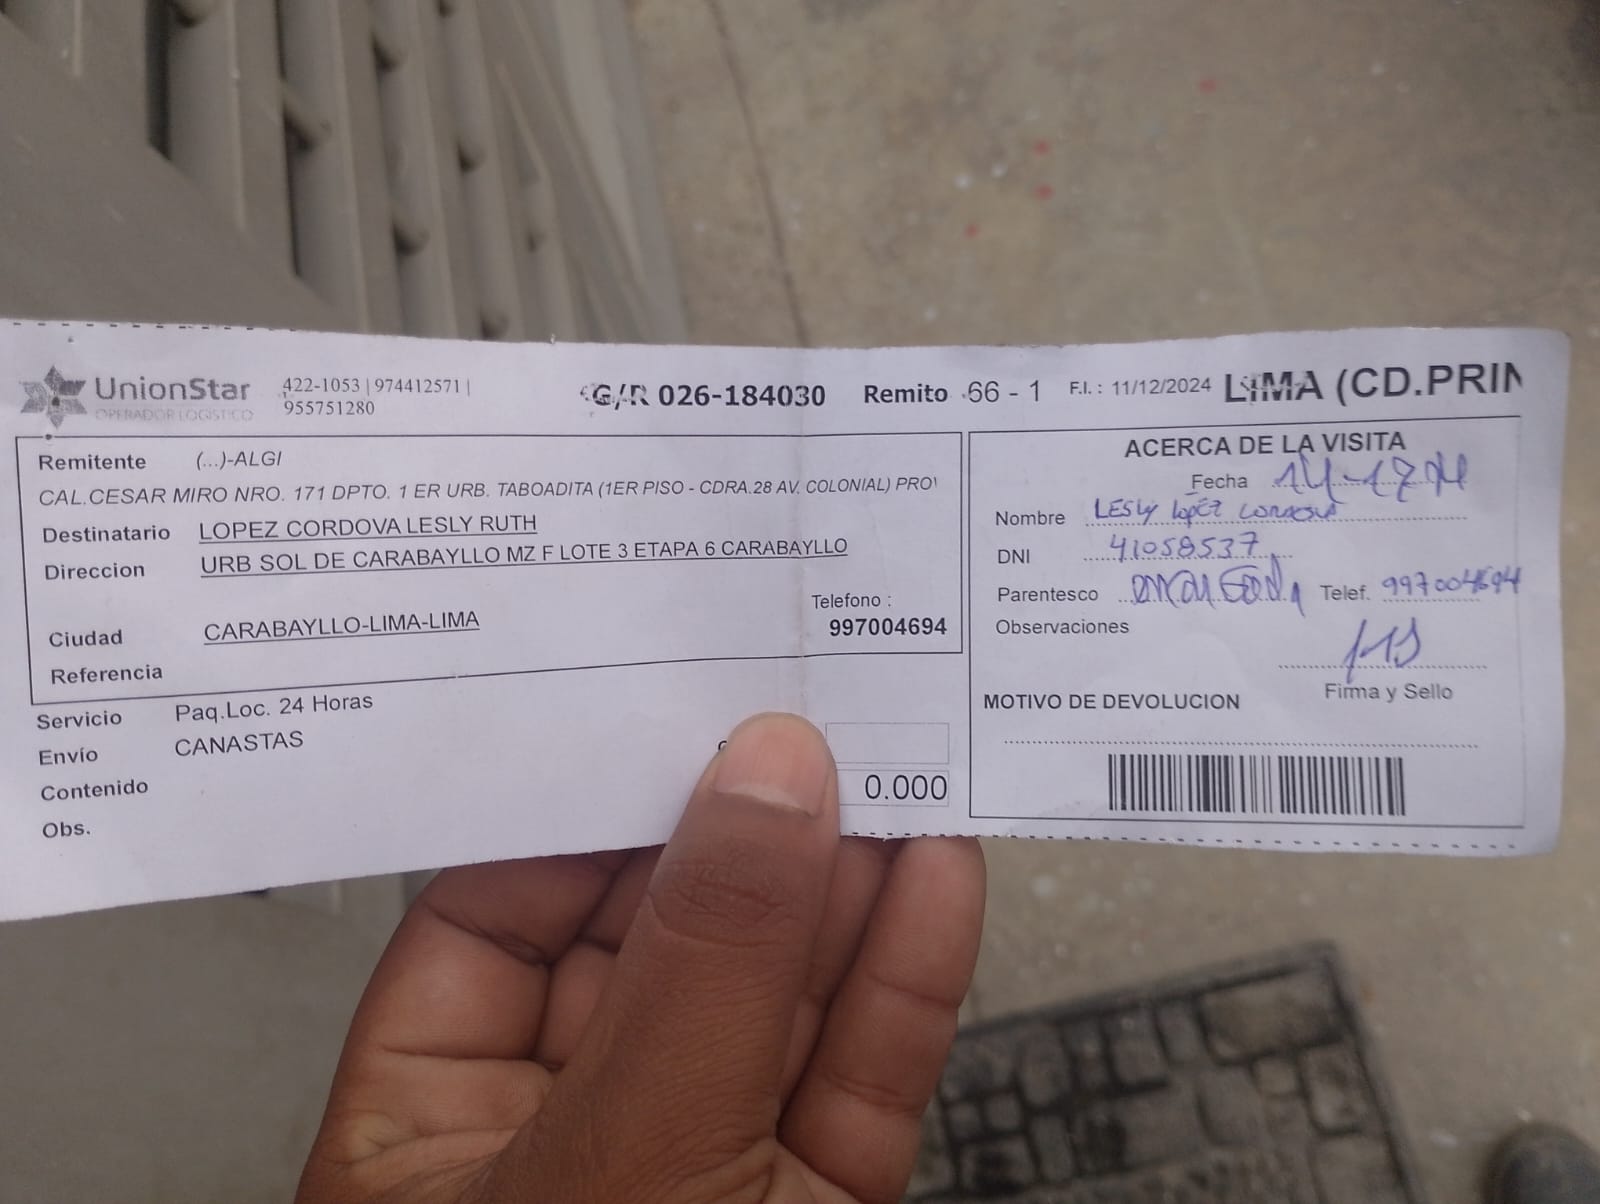 UnionStar
OPERADOR LOGISTICO
422-1053 | 974412571 |
955751280
G/R 026-184030 Remito 66 - 1 F.I.: 11/12/2024 LIMA (CD.PRIN
Remitente (...)-ALGI
CAL.CESAR MIRO NRO. 171 DPTO. 1 ER URB. TABOADITA (1ER PISO - CDRA.28 AV. COLONIAL) PRO
Destinatario LOPEZ CORDOVA LESLY RUTH
Direccion URB SOL DE CARABAYLLO MZ F LOTE 3 ETAPA 6 CARABAYLLO
Telefono :
Ciudad CARABAYLLO-LIMA-LIMA 997004694
Referencia
Servicio Paq.Loc. 24 Horas
Envío CANASTAS
Contenido
0.000
Obs.
ACERCA DE LA VISITA
Fecha
Nombre Lesly Lopez
DNI 41058537
Parentesco Telef. 997004694
Observaciones
Firma y Sello
MOTIVO DE DEVOLUCION